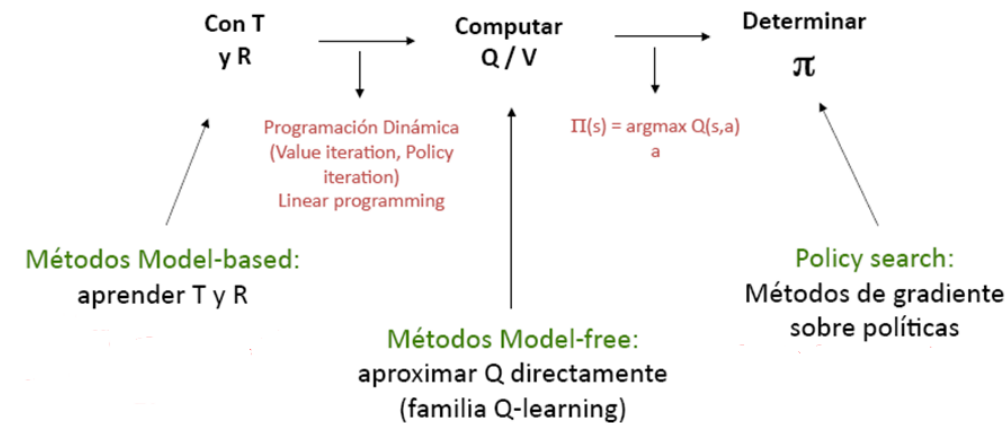 Con T
y R
Computar
Q / V
Determinar
π
Programación Dinámica
(Value iteration, Policy
iteration)
Linear programming
Π(s) = argmax Q(s,a)
a
Métodos Model-based:
aprender T y R
Métodos Model-free:
aproximar Q directamente
(familia Q-learning)
Policy search:
Métodos de gradiente
sobre políticas